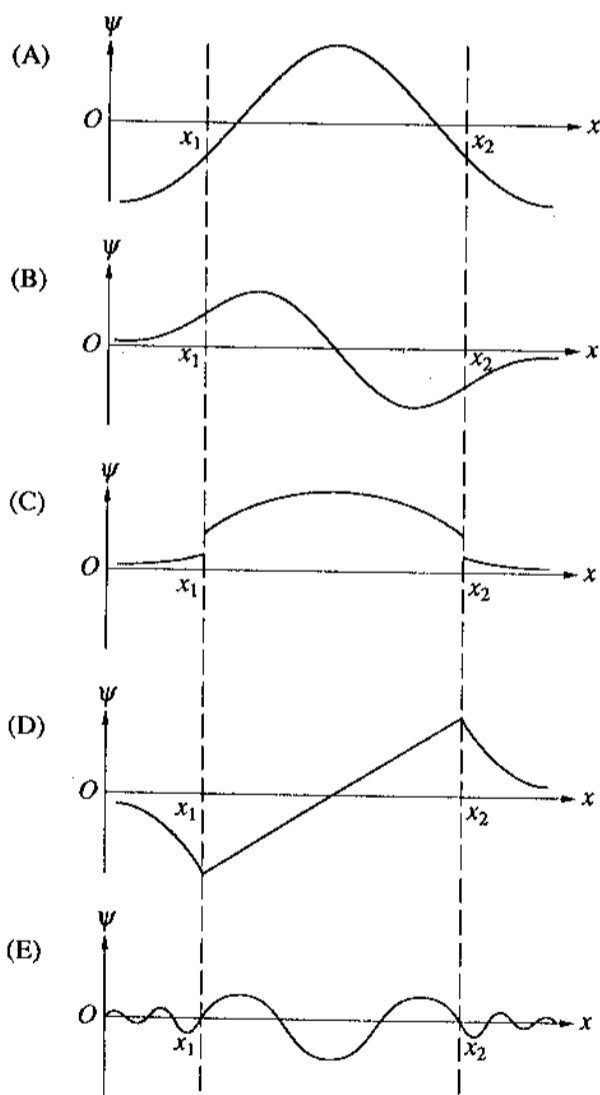 ψ
(A)
O x₁ x₂ x
ψ
(B)
O x₁ x₂ x
ψ
(C)
O x₁ x₂ x
ψ
(D)
O x₁ x₂ x
ψ
(E)
O x₁ x₂ x